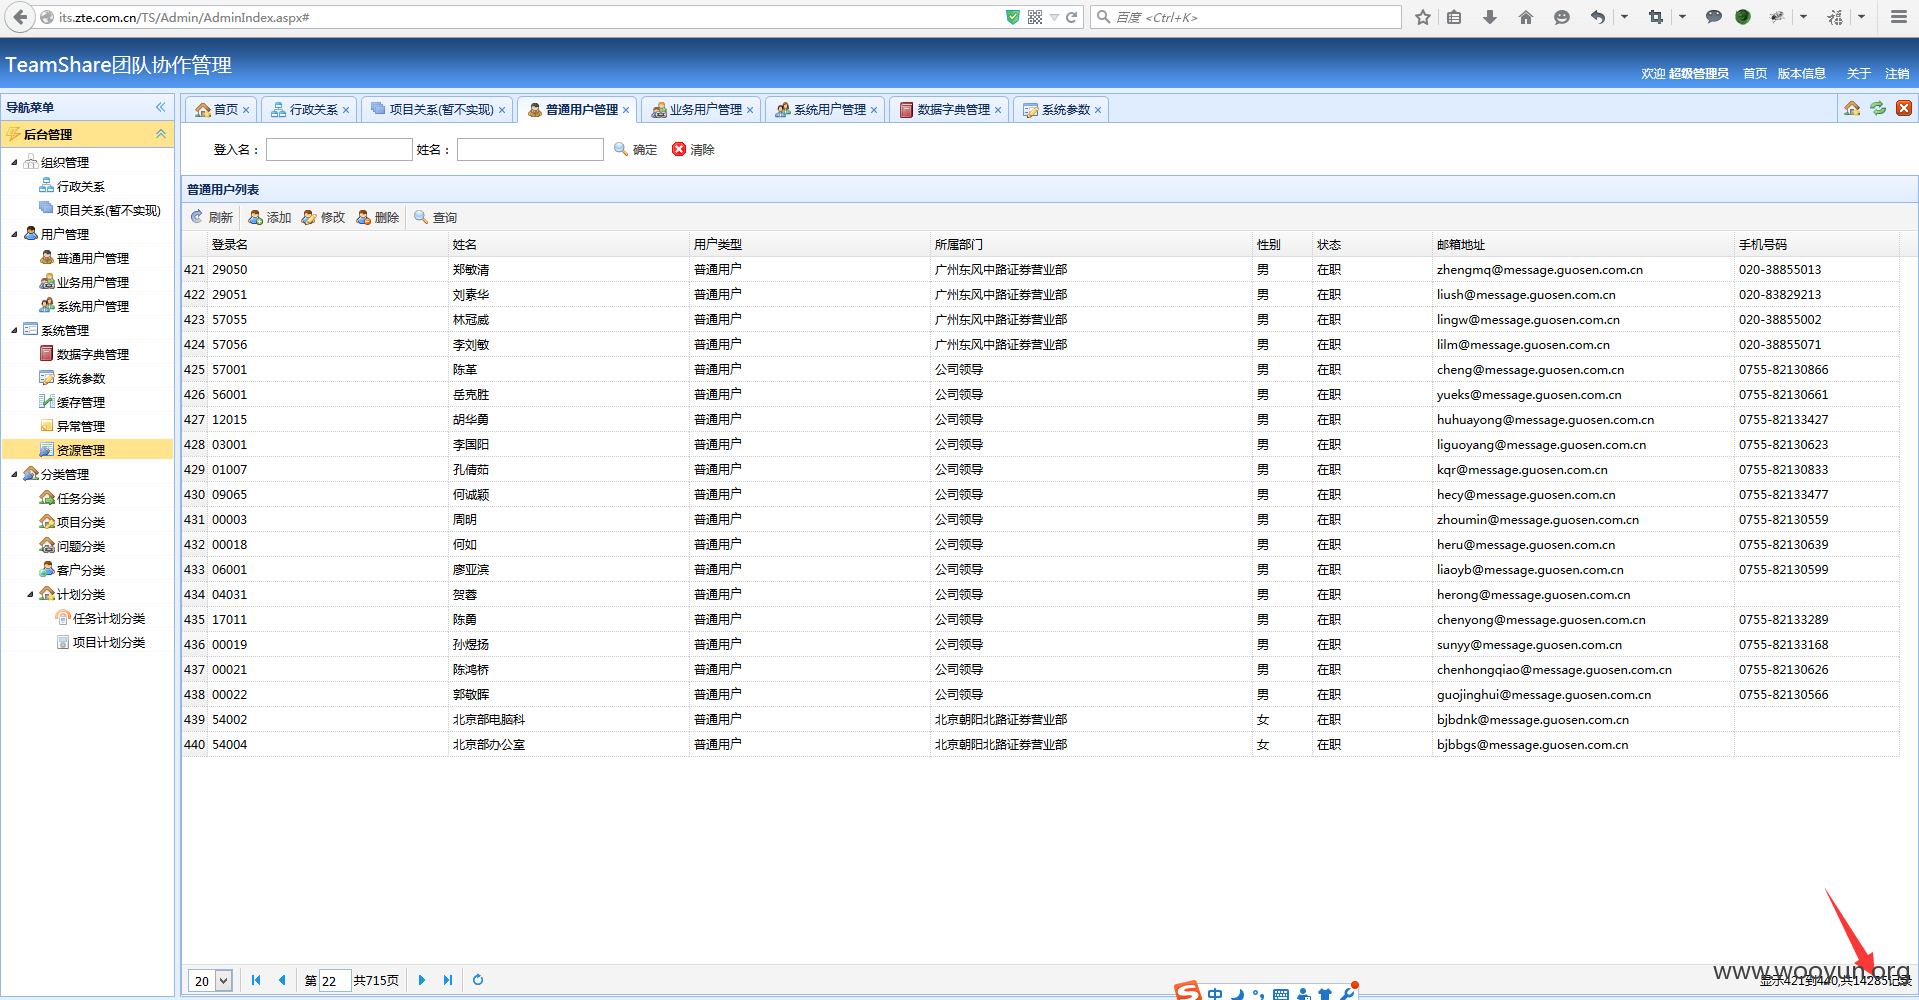 its.zte.com.cn/TS/Admin/AdminIndex.aspx#
百度 <Ctrl+K>
TeamShare团队协作管理
欢迎 超级管理员 首页 版本信息 关于 注销
导航菜单
后台管理
组织管理
行政关系
项目关系(暂不实现)
用户管理
普通用户管理
业务用户管理
系统用户管理
系统管理
数据字典管理
系统参数
缓存管理
异常管理
资源管理
分类管理
任务分类
项目分类
问题分类
客户分类
计划分类
任务计划分类
项目计划分类
首页 行政关系 项目关系(暂不实现) 普通用户管理 业务用户管理 系统用户管理 数据字典管理 系统参数
登入名： 姓名： 确定 清除
普通用户列表
刷新 添加 修改 删除 查询
登录名 姓名 用户类型 所属部门 性别 状态 邮箱地址 手机号码
421 29050 郑敏清 普通用户 广州东风中路证券营业部 男 在职 zhengmq@message.guosen.com.cn 020-38855013
422 29051 刘素华 普通用户 广州东风中路证券营业部 男 在职 liush@message.guosen.com.cn 020-83829213
423 57055 林冠威 普通用户 广州东风中路证券营业部 男 在职 lingw@message.guosen.com.cn 020-38855002
424 57056 李刘敏 普通用户 广州东风中路证券营业部 男 在职 lilm@message.guosen.com.cn 020-38855071
425 57001 陈革 普通用户 公司领导 男 在职 cheng@message.guosen.com.cn 0755-82130866
426 56001 岳克胜 普通用户 公司领导 男 在职 yueks@message.guosen.com.cn 0755-82130661
427 12015 胡华勇 普通用户 公司领导 男 在职 huhuayong@message.guosen.com.cn 0755-82133427
428 03001 李国阳 普通用户 公司领导 男 在职 liguoyang@message.guosen.com.cn 0755-82130623
429 01007 孔倩茹 普通用户 公司领导 男 在职 kqr@message.guosen.com.cn 0755-82130833
430 09065 何诚颖 普通用户 公司领导 男 在职 hecy@message.guosen.com.cn 0755-82133477
431 00003 周明 普通用户 公司领导 男 在职 zhoumin@message.guosen.com.cn 0755-82130559
432 00018 何如 普通用户 公司领导 男 在职 heru@message.guosen.com.cn 0755-82130639
433 06001 廖亚滨 普通用户 公司领导 男 在职 liaoyb@message.guosen.com.cn 0755-82130599
434 04031 贺蓉 普通用户 公司领导 男 在职 herong@message.guosen.com.cn
435 17011 陈勇 普通用户 公司领导 男 在职 chenyong@message.guosen.com.cn 0755-82133289
436 00019 孙煜扬 普通用户 公司领导 男 在职 sunyy@message.guosen.com.cn 0755-82133168
437 00021 陈鸿桥 普通用户 公司领导 男 在职 chenhongqiao@message.guosen.com.cn 0755-82130626
438 00022 郭敬晖 普通用户 公司领导 男 在职 guojinghui@message.guosen.com.cn 0755-82130566
439 54002 北京部电脑科 普通用户 北京朝阳北路证券营业部 女 在职 bjbdnk@message.guosen.com.cn
440 54004 北京部办公室 普通用户 北京朝阳北路证券营业部 女 在职 bjbbgs@message.guosen.com.cn
20 第 22 共715页
显示421到440,共14285记录
www.wooyun.org
中